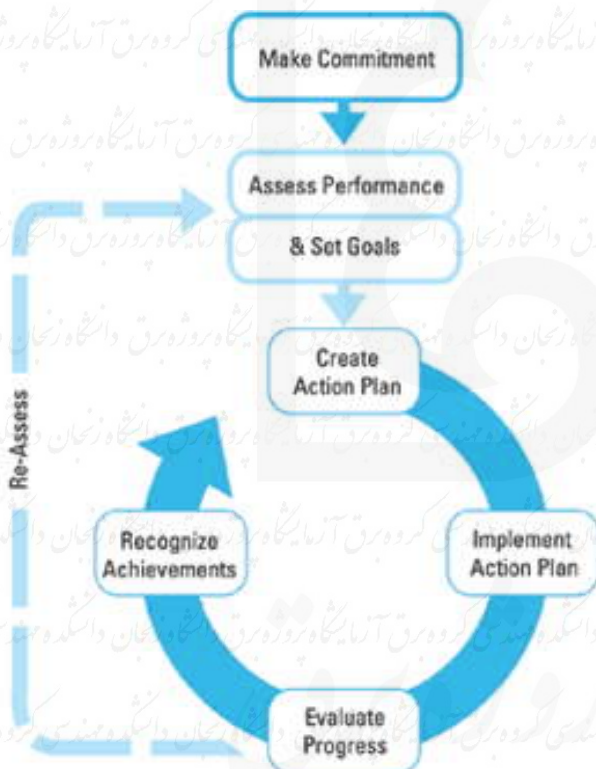 Make Commitment
Assess Performance
& Set Goals
Create
Action Plan
Re-Assess
Recognize
Achievements
Implement
Action Plan
Evaluate
Progress